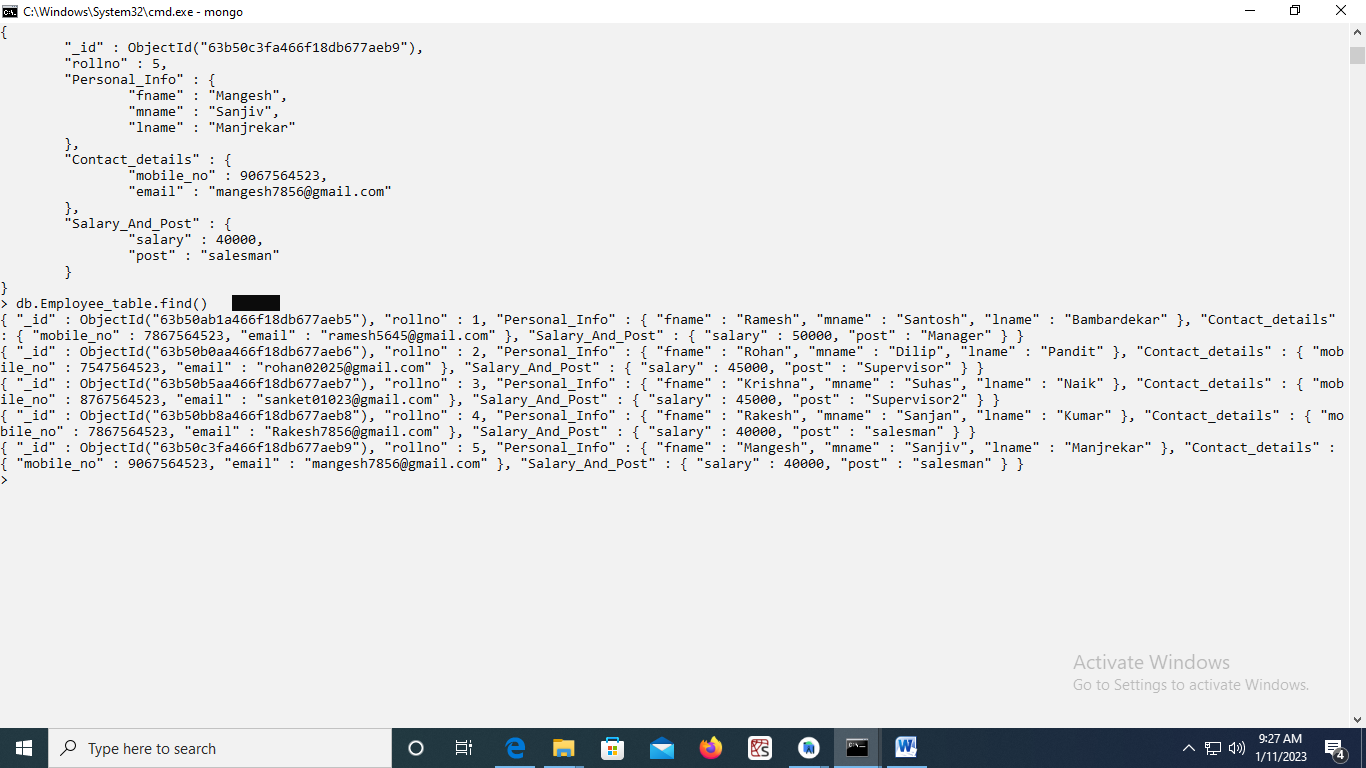 C:\Windows\System32\cmd.exe - mongo
{
"_id" : ObjectId("63b50c3fa466f18db677aeb9"),
"rollno" : 5,
"Personal_Info" : {
"fname" : "Mangesh",
"mname" : "Sanjiv",
"lname" : "Manjrekar"
},
"Contact_details" : {
"mobile_no" : 9067564523,
"email" : "mangesh7856@gmail.com"
},
"Salary_And_Post" : {
"salary" : 40000,
"post" : "salesman"
}
}
> db.Employee_table.find()
{ "_id" : ObjectId("63b50ab1a466f18db677aeb5"), "rollno" : 1, "Personal_Info" : { "fname" : "Ramesh", "mname" : "Santosh", "lname" : "Bambardekar" }, "Contact_details"
: { "mobile_no" : 7867564523, "email" : "ramesh5645@gmail.com" }, "Salary_And_Post" : { "salary" : 50000, "post" : "Manager" } }
{ "_id" : ObjectId("63b50b0aa466f18db677aeb6"), "rollno" : 2, "Personal_Info" : { "fname" : "Rohan", "mname" : "Dilip", "lname" : "Pandit" }, "Contact_details" : { "mob
ile_no" : 7547564523, "email" : "rohan02025@gmail.com" }, "Salary_And_Post" : { "salary" : 45000, "post" : "Supervisor" } }
{ "_id" : ObjectId("63b50b5aa466f18db677aeb7"), "rollno" : 3, "Personal_Info" : { "fname" : "Krishna", "mname" : "Suhas", "lname" : "Naik" }, "Contact_details" : { "mob
ile_no" : 8767564523, "email" : "sanket01023@gmail.com" }, "Salary_And_Post" : { "salary" : 45000, "post" : "Supervisor2" } }
{ "_id" : ObjectId("63b50bb8a466f18db677aeb8"), "rollno" : 4, "Personal_Info" : { "fname" : "Rakesh", "mname" : "Sanjan", "lname" : "Kumar" }, "Contact_details" : { "mo
bile_no" : 7867564523, "email" : "Rakesh7856@gmail.com" }, "Salary_And_Post" : { "salary" : 40000, "post" : "salesman" } }
{ "_id" : ObjectId("63b50c3fa466f18db677aeb9"), "rollno" : 5, "Personal_Info" : { "fname" : "Mangesh", "mname" : "Sanjiv", "lname" : "Manjrekar" }, "Contact_details" :
{ "mobile_no" : 9067564523, "email" : "mangesh7856@gmail.com" }, "Salary_And_Post" : { "salary" : 40000, "post" : "salesman" } }
>
Activate Windows
Go to Settings to activate Windows.
Type here to search
9:27 AM
1/11/2023
4